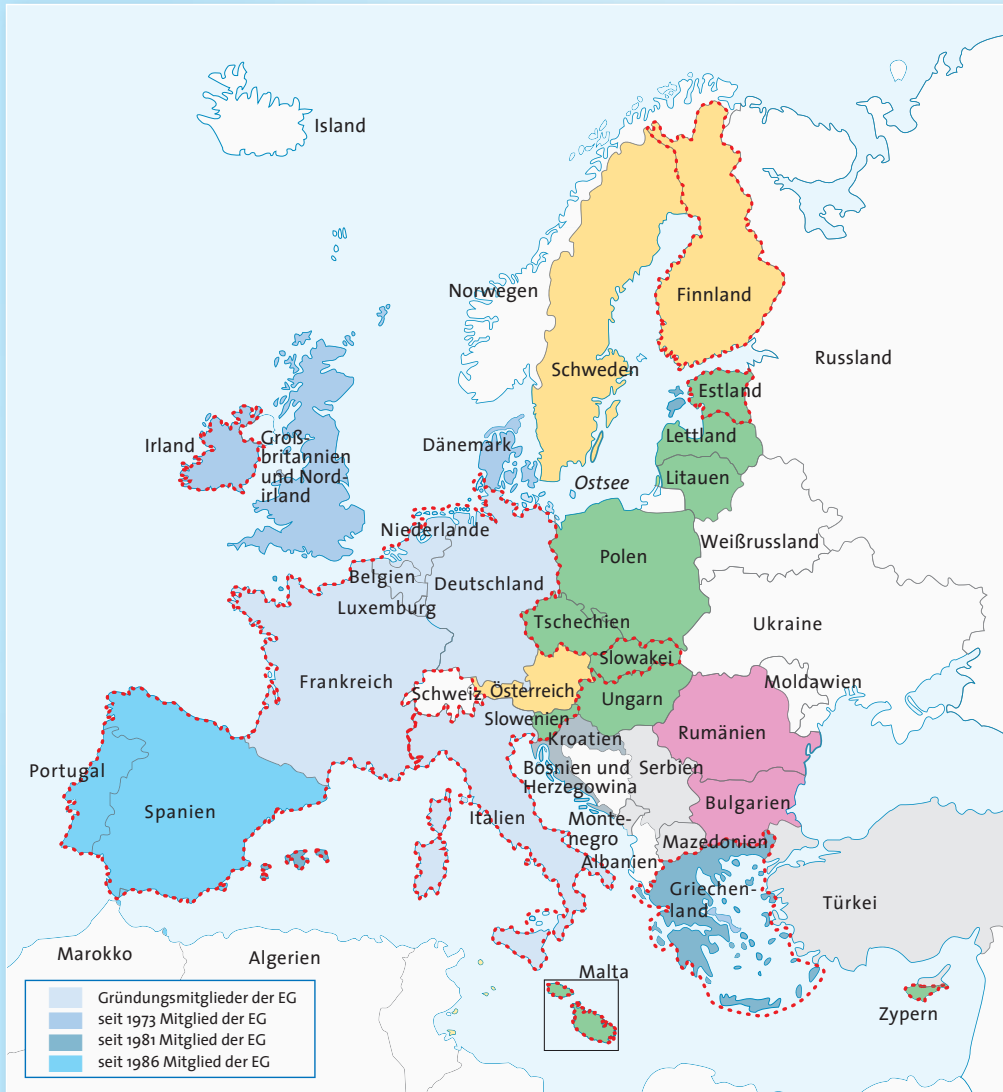 Island
Norwegen
Finnland
Schweden
Russland
Estland
Irland
Groß-
britannien
und Nord-
irland
Dänemark
Lettland
Litauen
Ostsee
Niederlande
Weißrussland
Polen
Belgien
Deutschland
Luxemburg
Tschechien
Ukraine
Slowakei
Frankreich
Schweiz
Österreich
Ungarn
Moldawien
Slowenien
Kroatien
Rumänien
Portugal
Bosnien und
Herzegowina
Serbien
Spanien
Italien
Bulgarien
Monte-
negro
Mazedonien
Albanien
Griechen-
land
Türkei
Marokko
Algerien
Malta
Zypern
Gründungsmitglieder der EG
seit 1973 Mitglied der EG
seit 1981 Mitglied der EG
seit 1986 Mitglied der EG